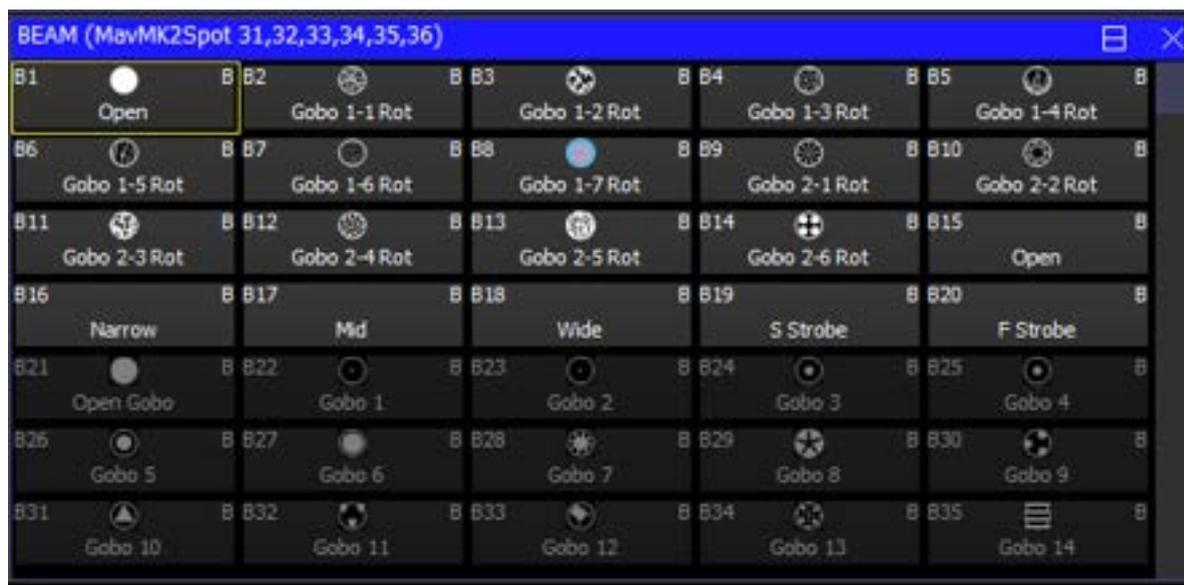 BEAM (MavMK2Spot 31,32,33,34,35,36)
B1 B B2 B B3 B B4 B B5 B
Open Gobo 1-1 Rot Gobo 1-2 Rot Gobo 1-3 Rot Gobo 1-4 Rot
B6 B B7 B B8 B B9 B B10 B
Gobo 1-5 Rot Gobo 1-6 Rot Gobo 1-7 Rot Gobo 2-1 Rot Gobo 2-2 Rot
B11 B B12 B B13 B B14 B B15 B
Gobo 2-3 Rot Gobo 2-4 Rot Gobo 2-5 Rot Gobo 2-6 Rot Open
B16 B B17 B B18 B B19 B B20 B
Narrow Mid Wide S Strobe F Strobe
B21 B B22 B B23 B B24 B B25 B
Open Gobo Gobo 1 Gobo 2 Gobo 3 Gobo 4
B26 B B27 B B28 B B29 B B30 B
Gobo 5 Gobo 6 Gobo 7 Gobo 8 Gobo 9
B31 B B32 B B33 B B34 B B35 B
Gobo 10 Gobo 11 Gobo 12 Gobo 13 Gobo 14